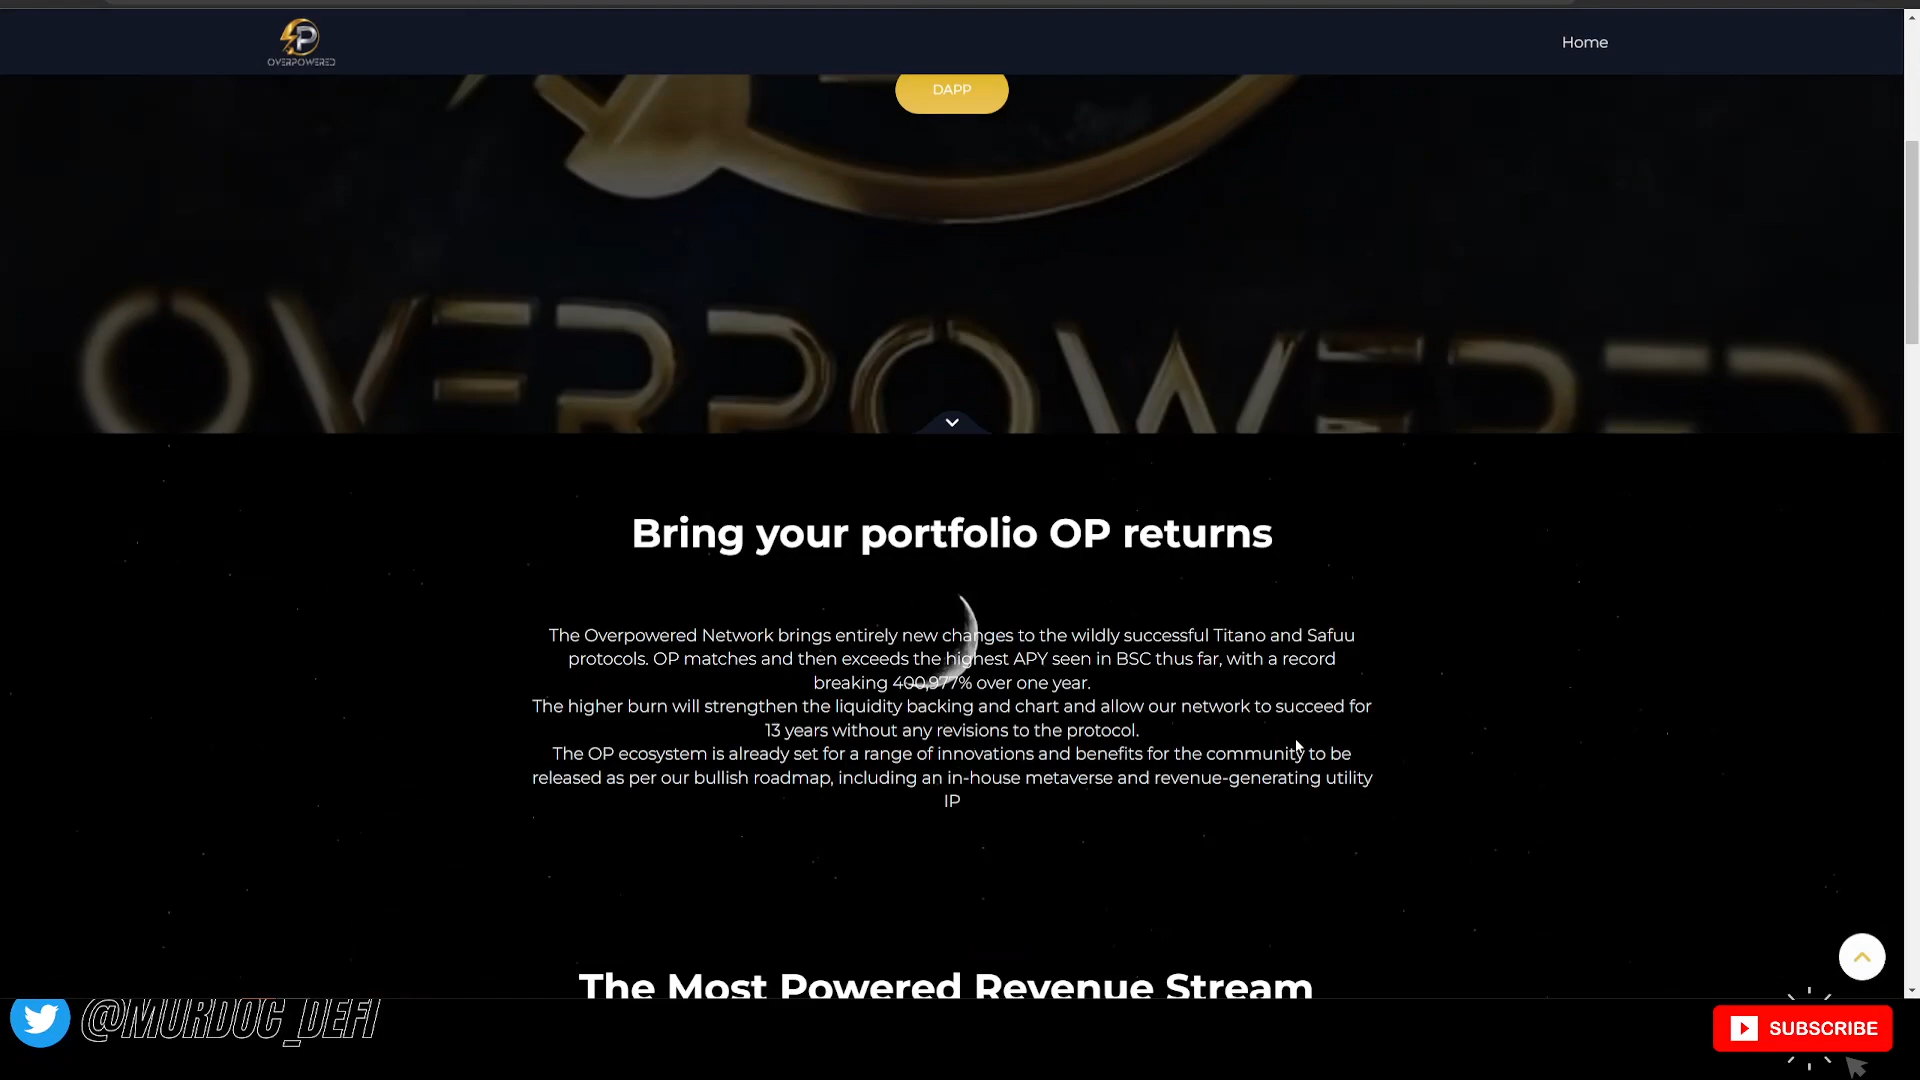 OVERPOWERED
Home
DAPP
OVERPOWERED
Bring your portfolio OP returns
The Overpowered Network brings entirely new changes to the wildly successful Titano and Safuu
protocols. OP matches and then exceeds the highest APY seen in BSC thus far, with a record
breaking 400,977% over one year.
The higher burn will strengthen the liquidity backing and chart and allow our network to succeed for
13 years without any revisions to the protocol.
The OP ecosystem is already set for a range of innovations and benefits for the community to be
released as per our bullish roadmap, including an in-house metaverse and revenue-generating utility
IP
The Most Powered Revenue Stream
@MURDOC_DEFI
SUBSCRIBE